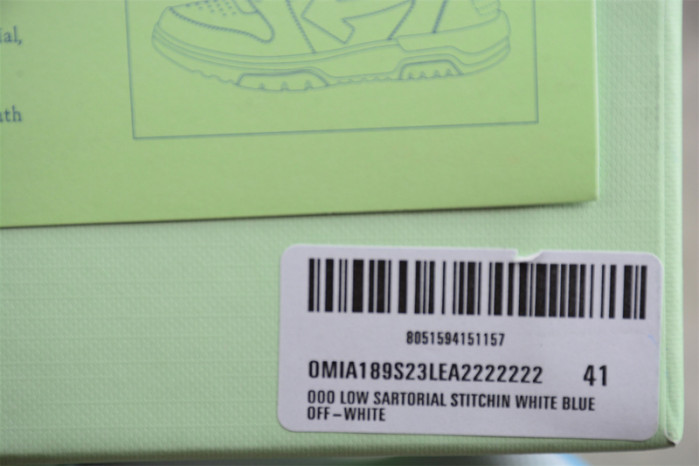 8051594151157
OMIA189S23LEA2222222 41
OOO LOW SARTORIAL STITCHIN WHITE BLUE
OFF-WHITE